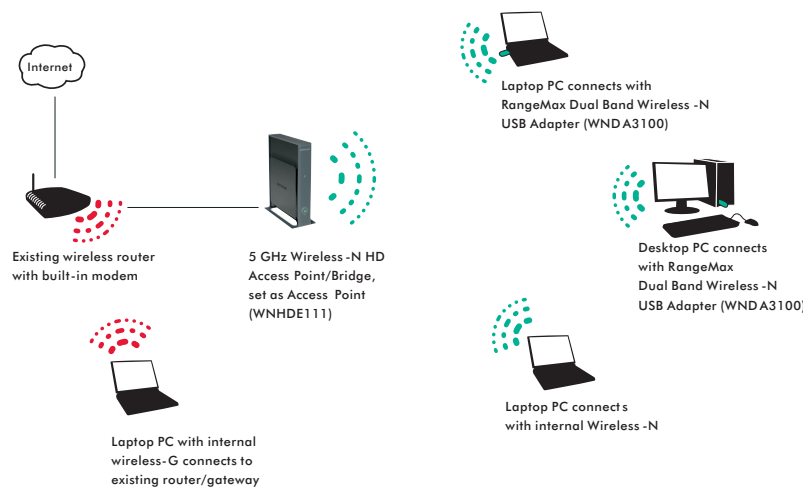 Internet
Existing wireless router
with built-in modem
5 GHz Wireless -N HD
Access Point/Bridge,
set as Access Point
(WNHDE111)
Laptop PC with internal
wireless-G connects to
existing router/gateway
Laptop PC connects with
RangeMax Dual Band Wireless -N
USB Adapter (WNDA3100)
Desktop PC connects
with RangeMax
Dual Band Wireless -N
USB Adapter (WNDA3100)
Laptop PC connects
with internal Wireless -N